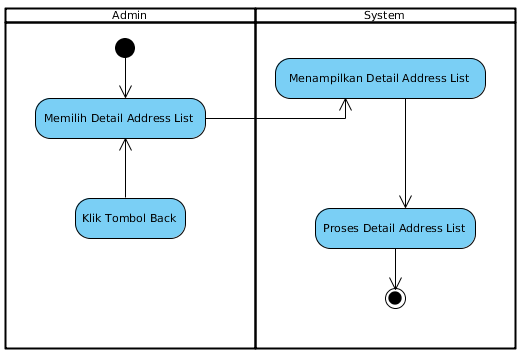 Admin
System
Memilih Detail Address List
Menampilkan Detail Address List
Klik Tombol Back
Proses Detail Address List